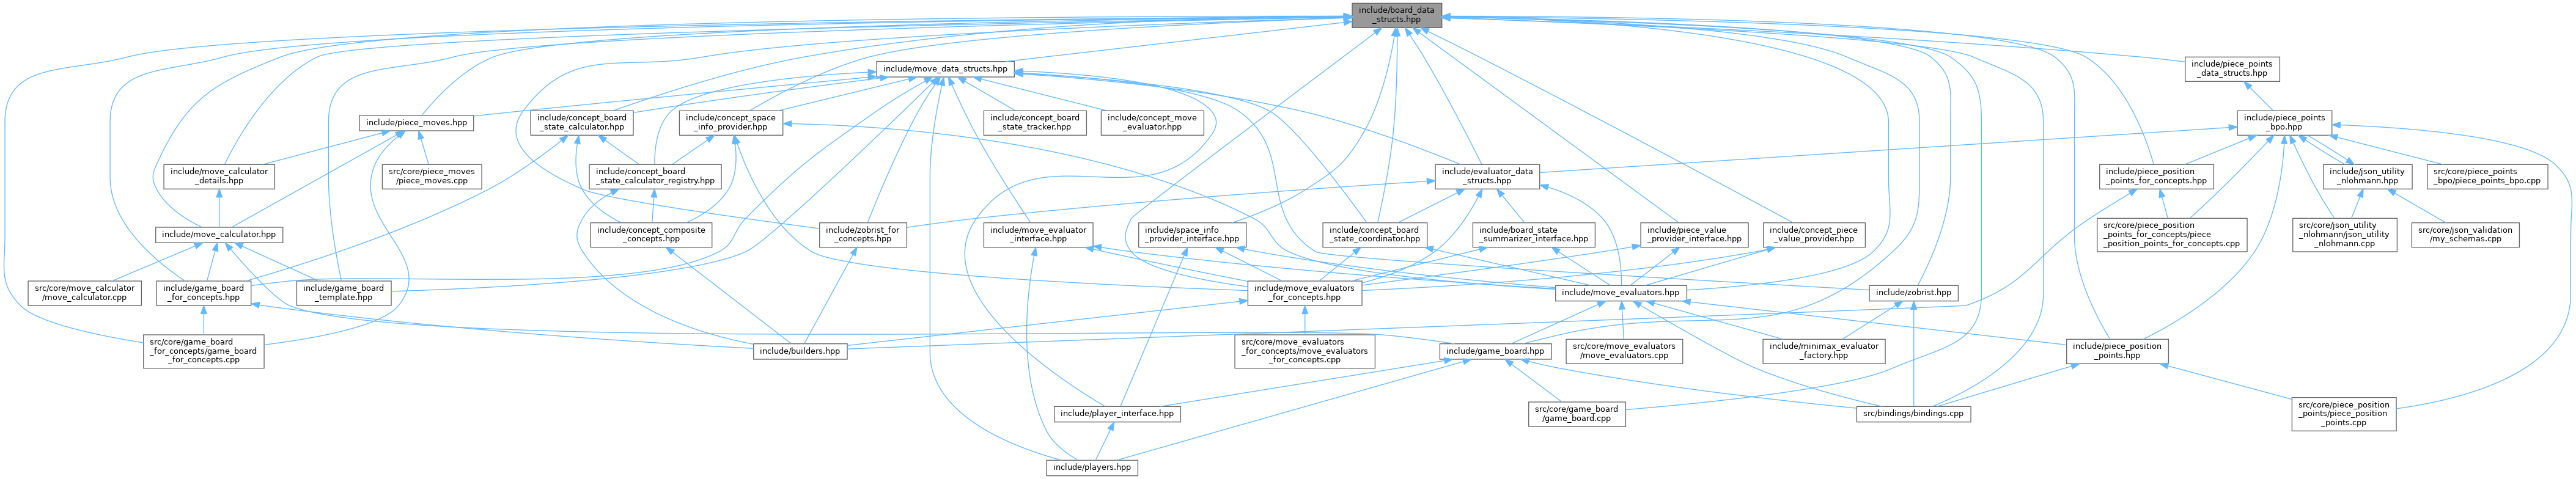 include/board_data
_structs.hpp
include/move_data_structs.hpp
include/piece_points
_data_structs.hpp
include/piece_moves.hpp
include/concept_board
_state_calculator.hpp
include/concept_space
_info_provider.hpp
include/concept_board
_state_tracker.hpp
include/concept_move
_evaluator.hpp
include/piece_points
_bpo.hpp
include/move_calculator
_details.hpp
src/core/piece_moves
/piece_moves.cpp
include/concept_board
_state_calculator_registry.hpp
include/evaluator_data
_structs.hpp
include/piece_position
_points_for_concepts.hpp
include/json_utility
_nlohmann.hpp
src/core/piece_points
_bpo/piece_points_bpo.cpp
include/move_calculator.hpp
include/concept_composite
_concepts.hpp
include/zobrist_for
_concepts.hpp
include/move_evaluator
_interface.hpp
include/space_info
_provider_interface.hpp
include/concept_board
_state_coordinator.hpp
include/board_state
_summarizer_interface.hpp
include/piece_value
_provider_interface.hpp
include/concept_piece
_value_provider.hpp
src/core/piece_position
_points_for_concepts/piece
_position_points_for_concepts.cpp
src/core/json_utility
_nlohmann/json_utility
_nlohmann.cpp
src/core/json_validation
/my_schemas.cpp
src/core/move_calculator
/move_calculator.cpp
include/game_board
_for_concepts.hpp
include/game_board
_template.hpp
include/move_evaluators
_for_concepts.hpp
include/move_evaluators.hpp
include/zobrist.hpp
src/core/game_board
_for_concepts/game_board
_for_concepts.cpp
include/builders.hpp
src/core/move_evaluators
_for_concepts/move_evaluators
_for_concepts.cpp
include/game_board.hpp
src/core/move_evaluators
/move_evaluators.cpp
include/minimax_evaluator
_factory.hpp
include/piece_position
_points.hpp
include/player_interface.hpp
src/core/game_board
/game_board.cpp
src/bindings/bindings.cpp
src/core/piece_position
_points/piece_position
_points.cpp
include/players.hpp